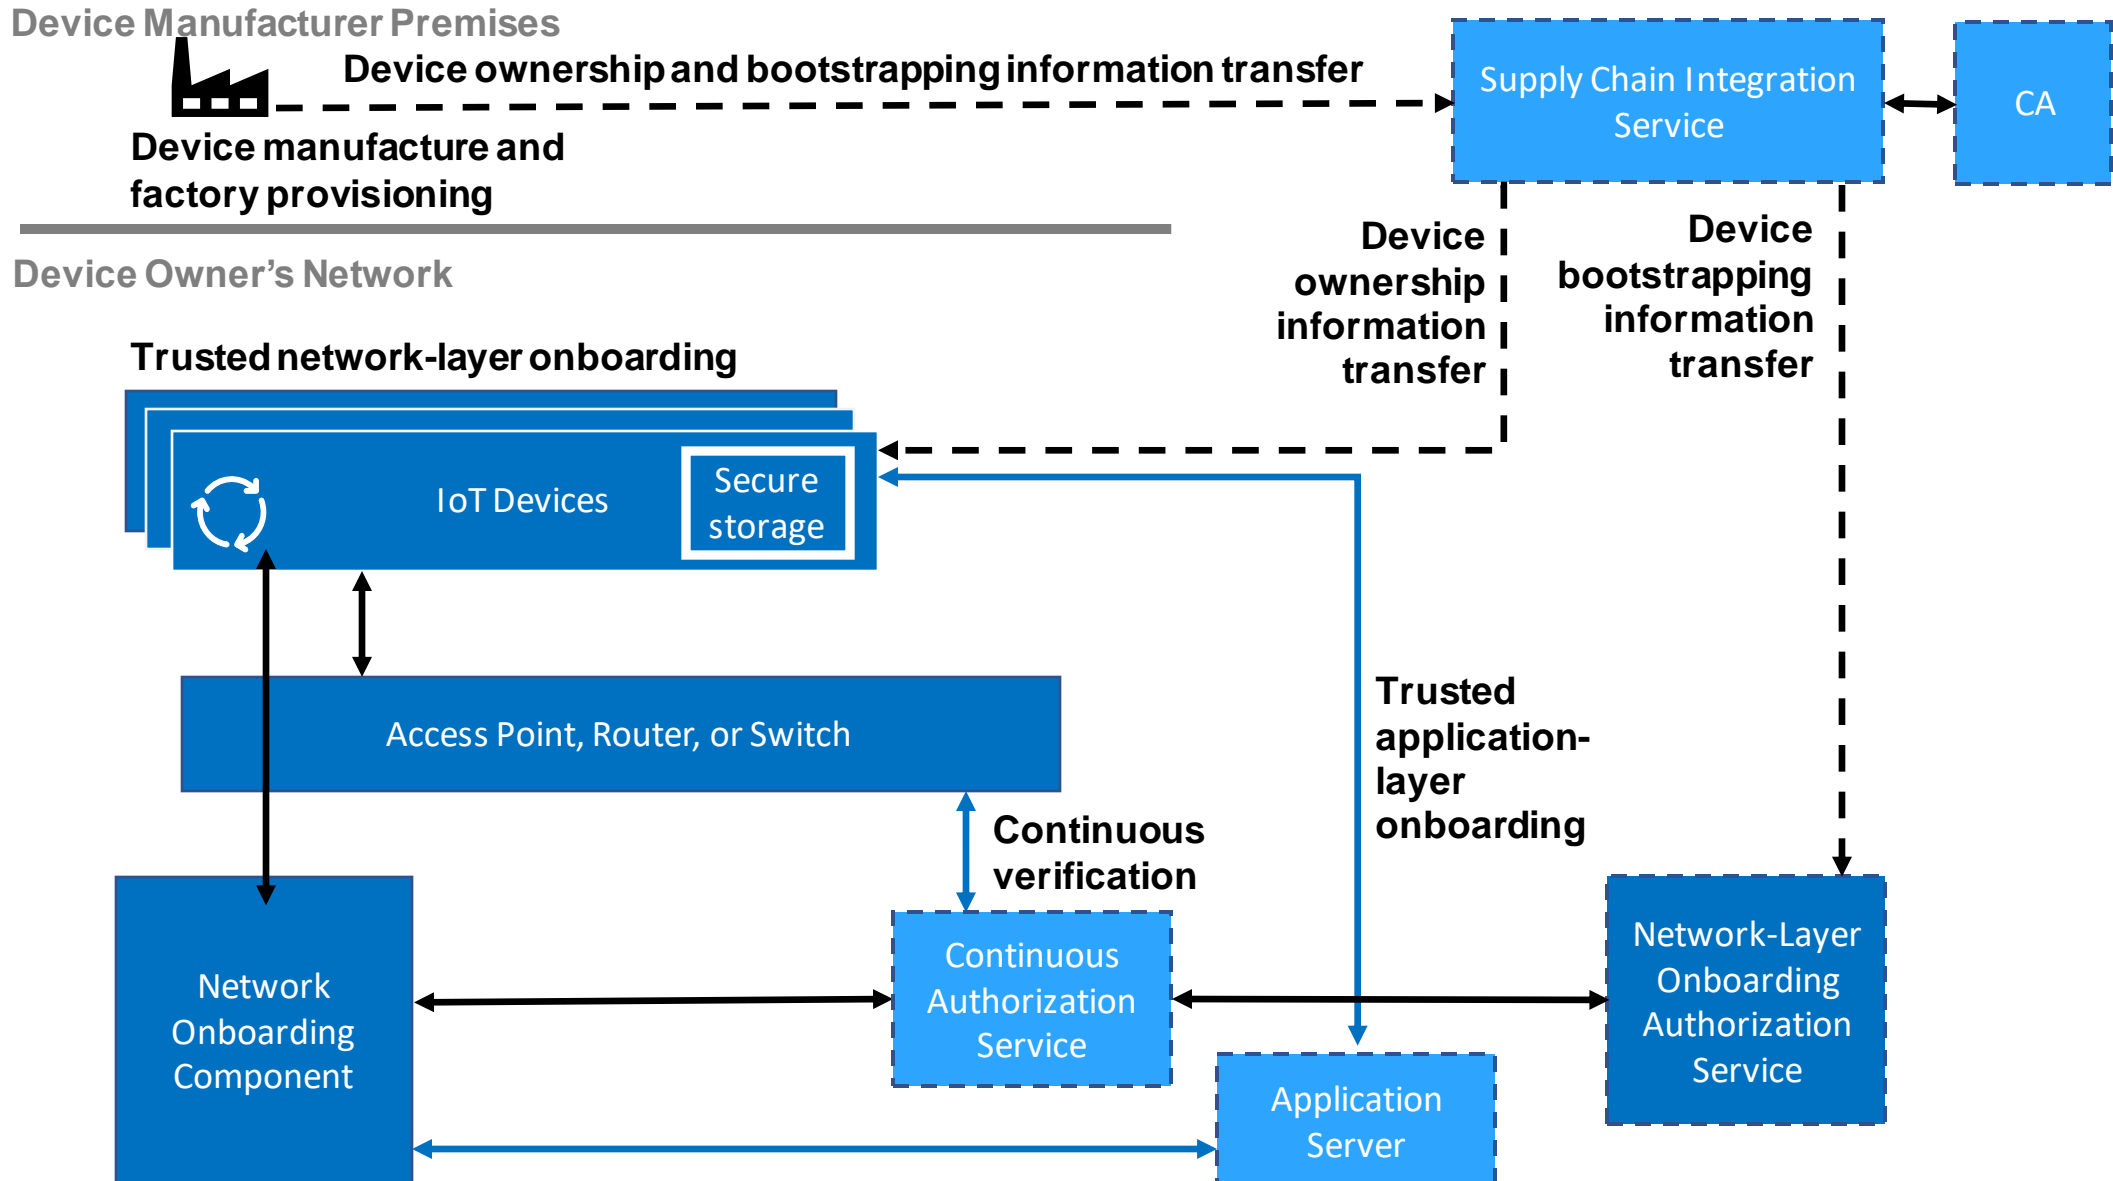 Device Manufacturer Premises
Device ownership and bootstrapping information transfer
Device manufacture and
factory provisioning
Supply Chain Integration
Service
CA
Device Owner’s Network
Device
ownership
information
transfer
Device
bootstrapping
information
transfer
Trusted network-layer onboarding
IoT Devices
Secure
storage
Access Point, Router, or Switch
Trusted
application-
layer
onboarding
Continuous
verification
Network
Onboarding
Component
Continuous
Authorization
Service
Application
Server
Network-Layer
Onboarding
Authorization
Service